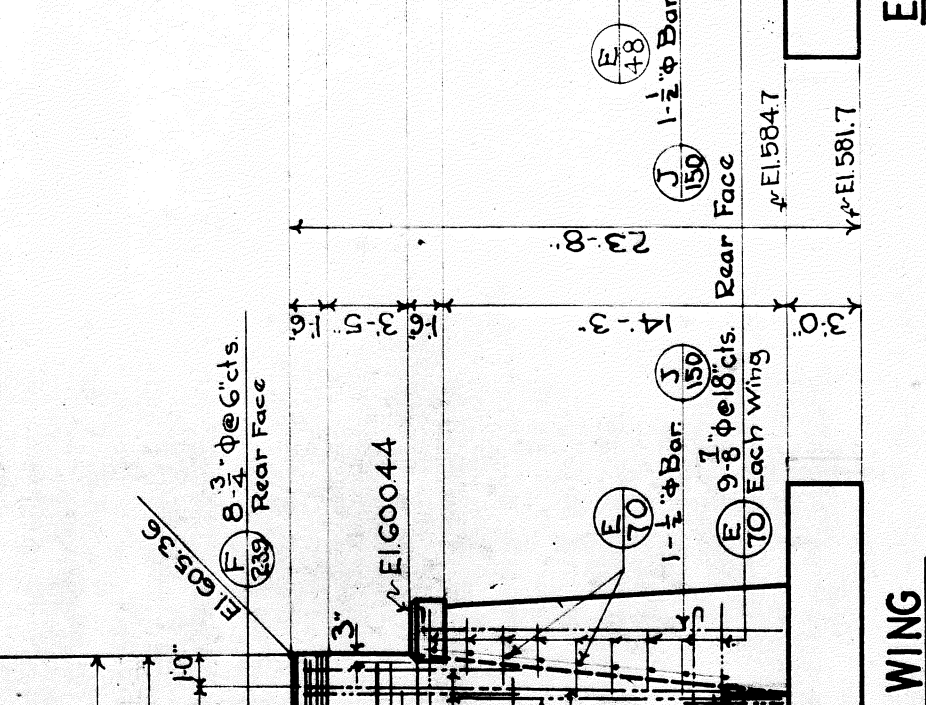 E
48
1-1/2"φ Bar
J
150
Rear Face
El.584.7
El.581.7
E
23'-8"
1'-6"
3'-5"
1'-6"
14'-3"
3'-0"
F
239
8-3/4"φ@6"cts.
Rear Face
El.605.36
El.600.44
3"
1'-0"
E
70
1-1/2"φ Bar.
J
150
E
70
9-7/8"φ@18"cts.
Each Wing
WING